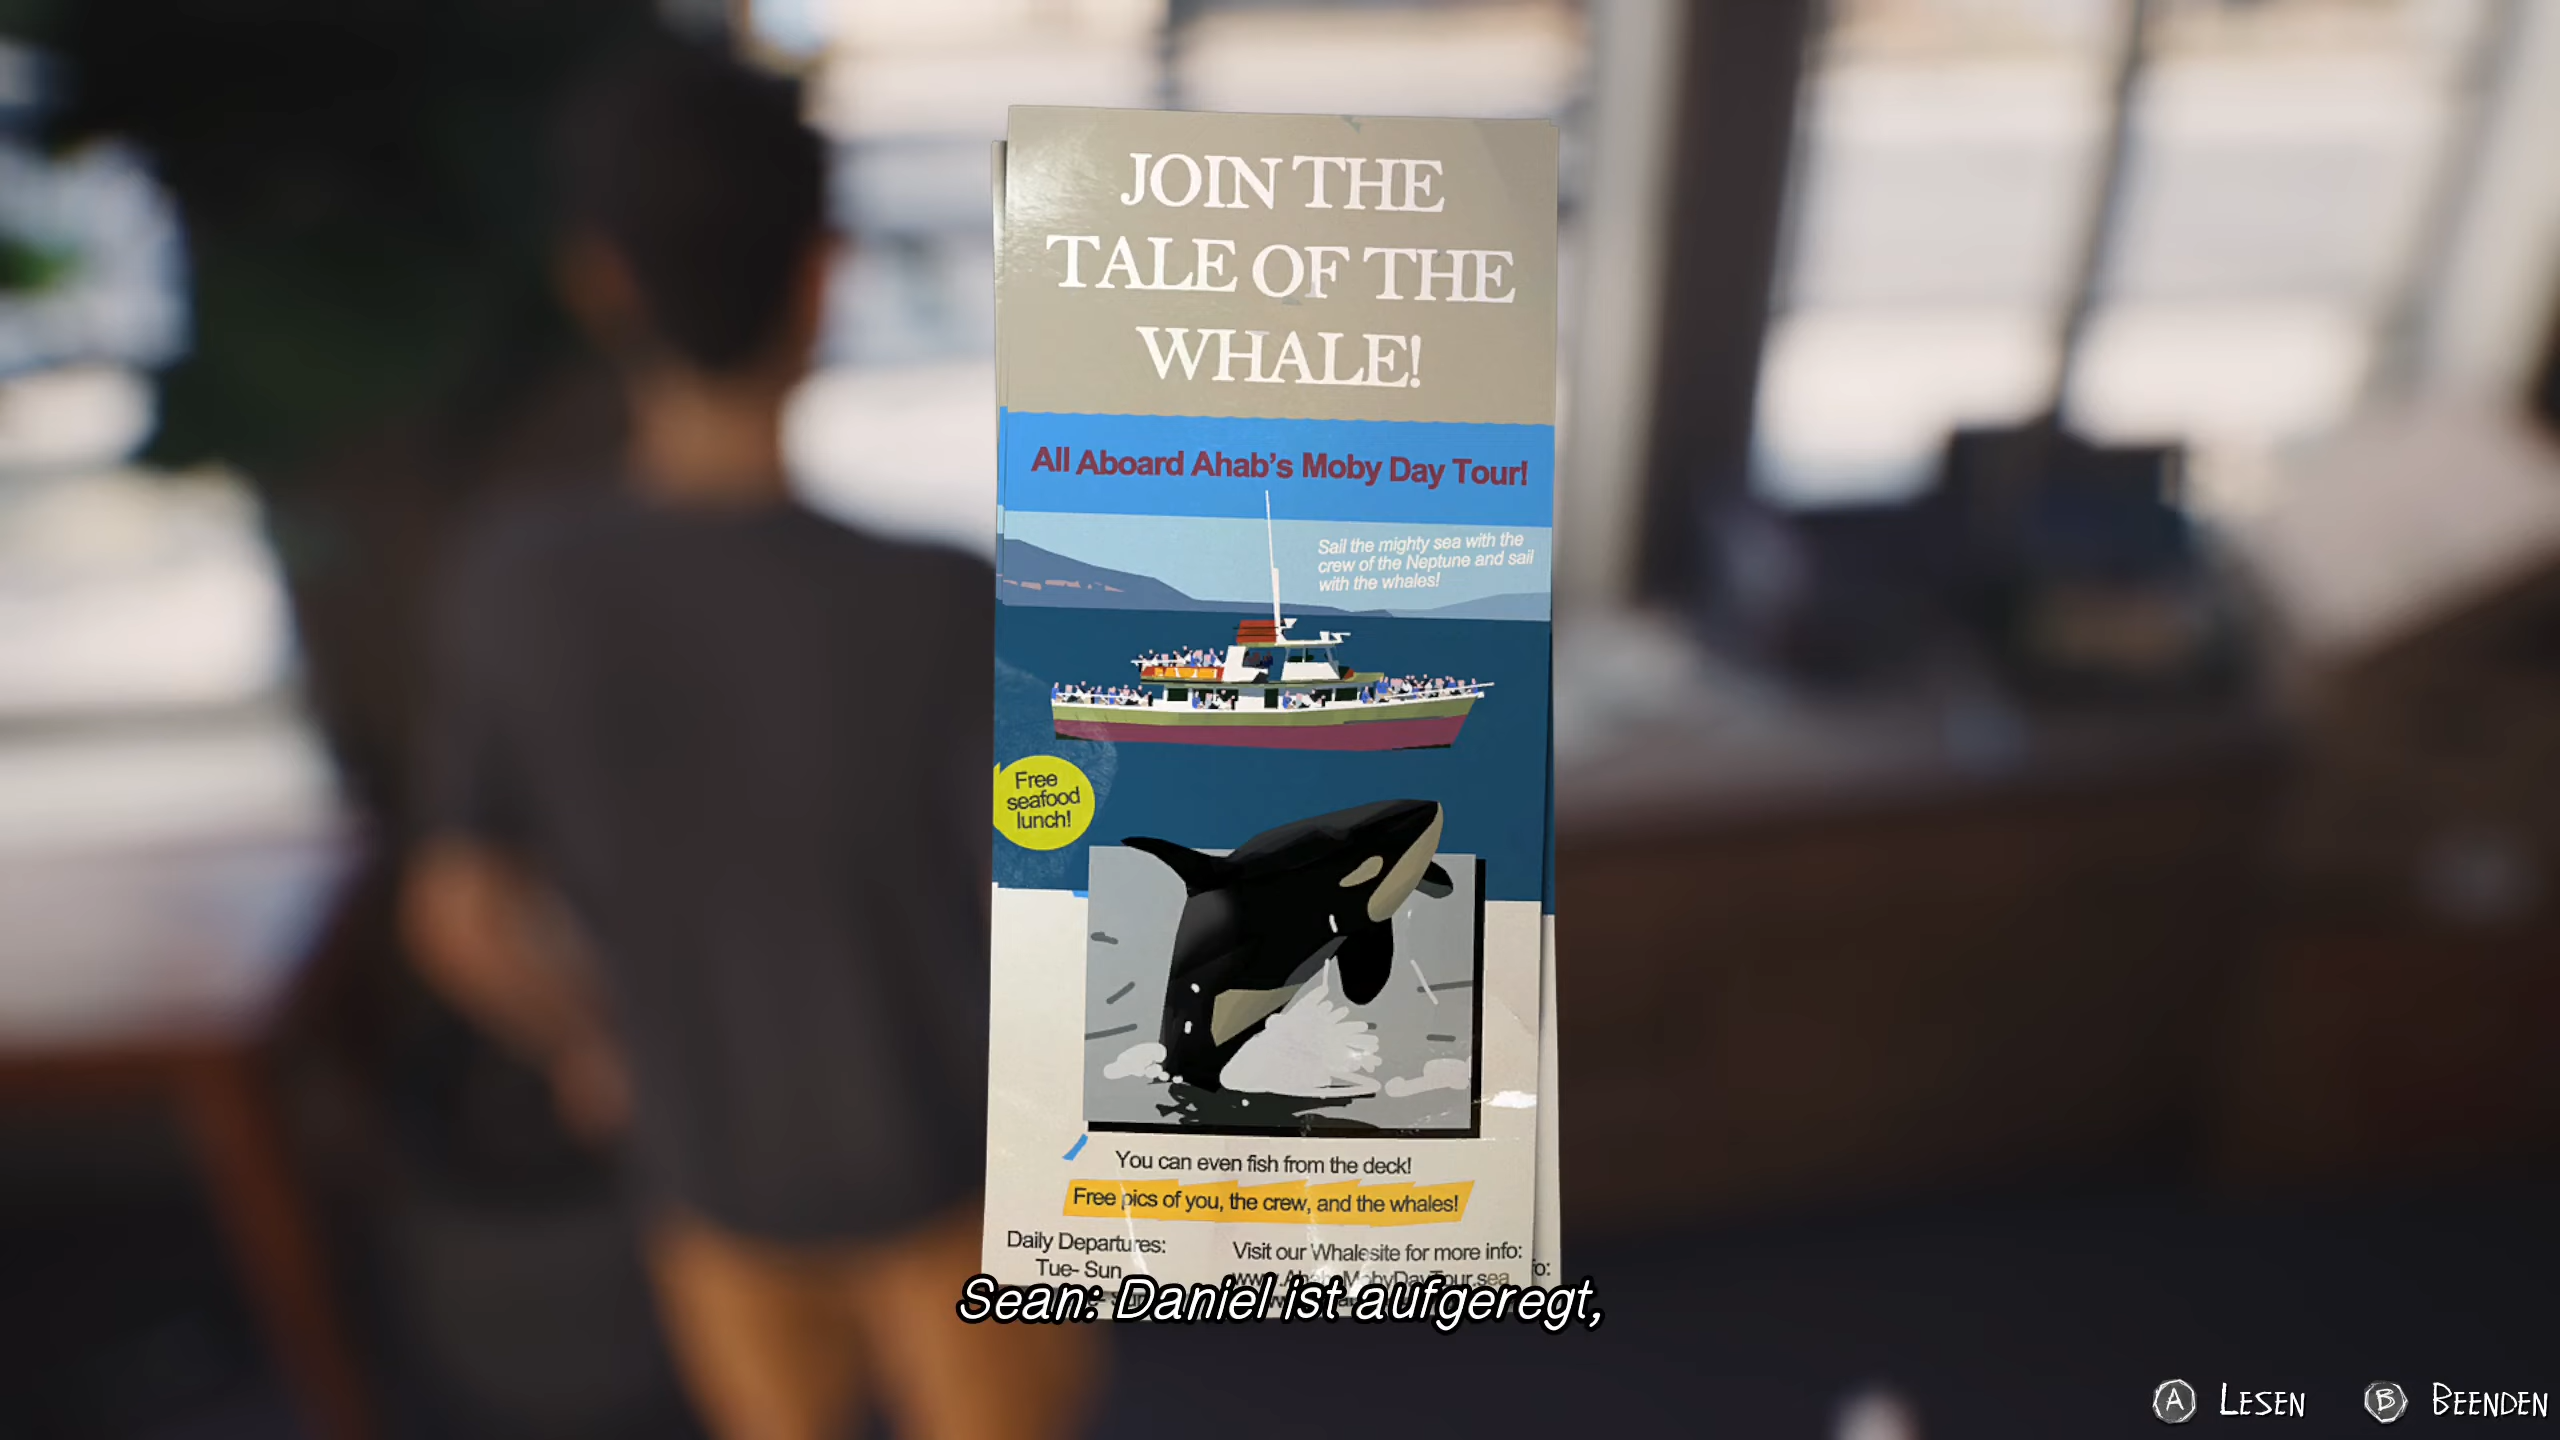 JOIN THE
TALE OF THE
WHALE!
All Aboard Ahab's Moby Day Tour!
Sail the mighty sea with the
crew of the Neptune and sail
with the whales!
Free
seafood
lunch!
You can even fish from the deck!
Free pics of you, the crew, and the whales!
Daily Departures:
Tue- Sun
Visit our Whalesite for more info:
Sean: Daniel ist aufgeregt,
A LESEN B BEENDEN